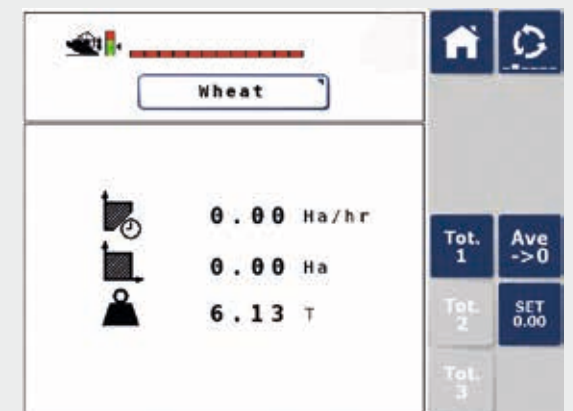 Wheat
0.00 Ha/hr
0.00 Ha
6.13 T
Tot.
1
Ave
->0
Tot.
2
SET
0.00
Tot.
3